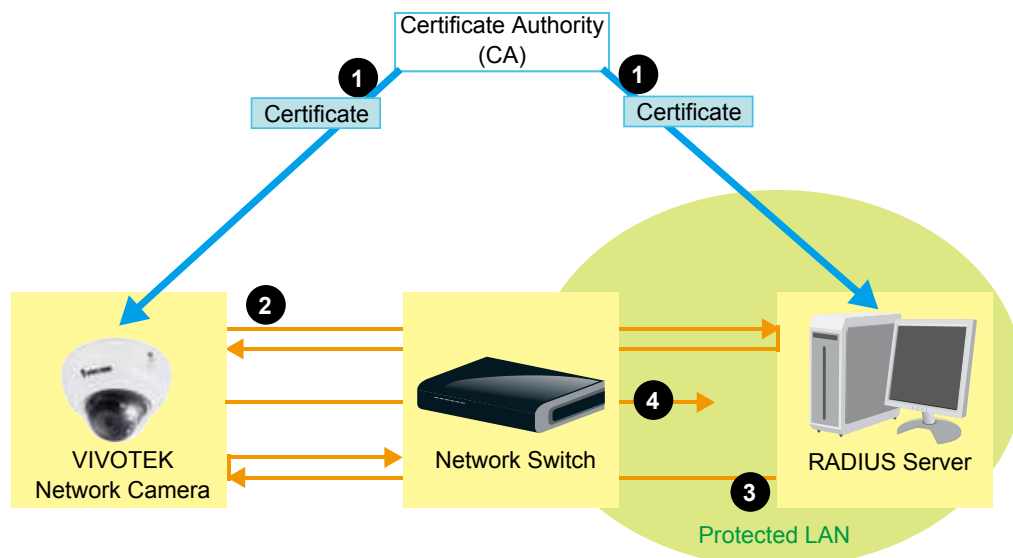 Certificate Authority
(CA)
1
1
Certificate
Certificate
2
4
VIVOTEK
Network Camera
Network Switch
RADIUS Server
3
Protected LAN